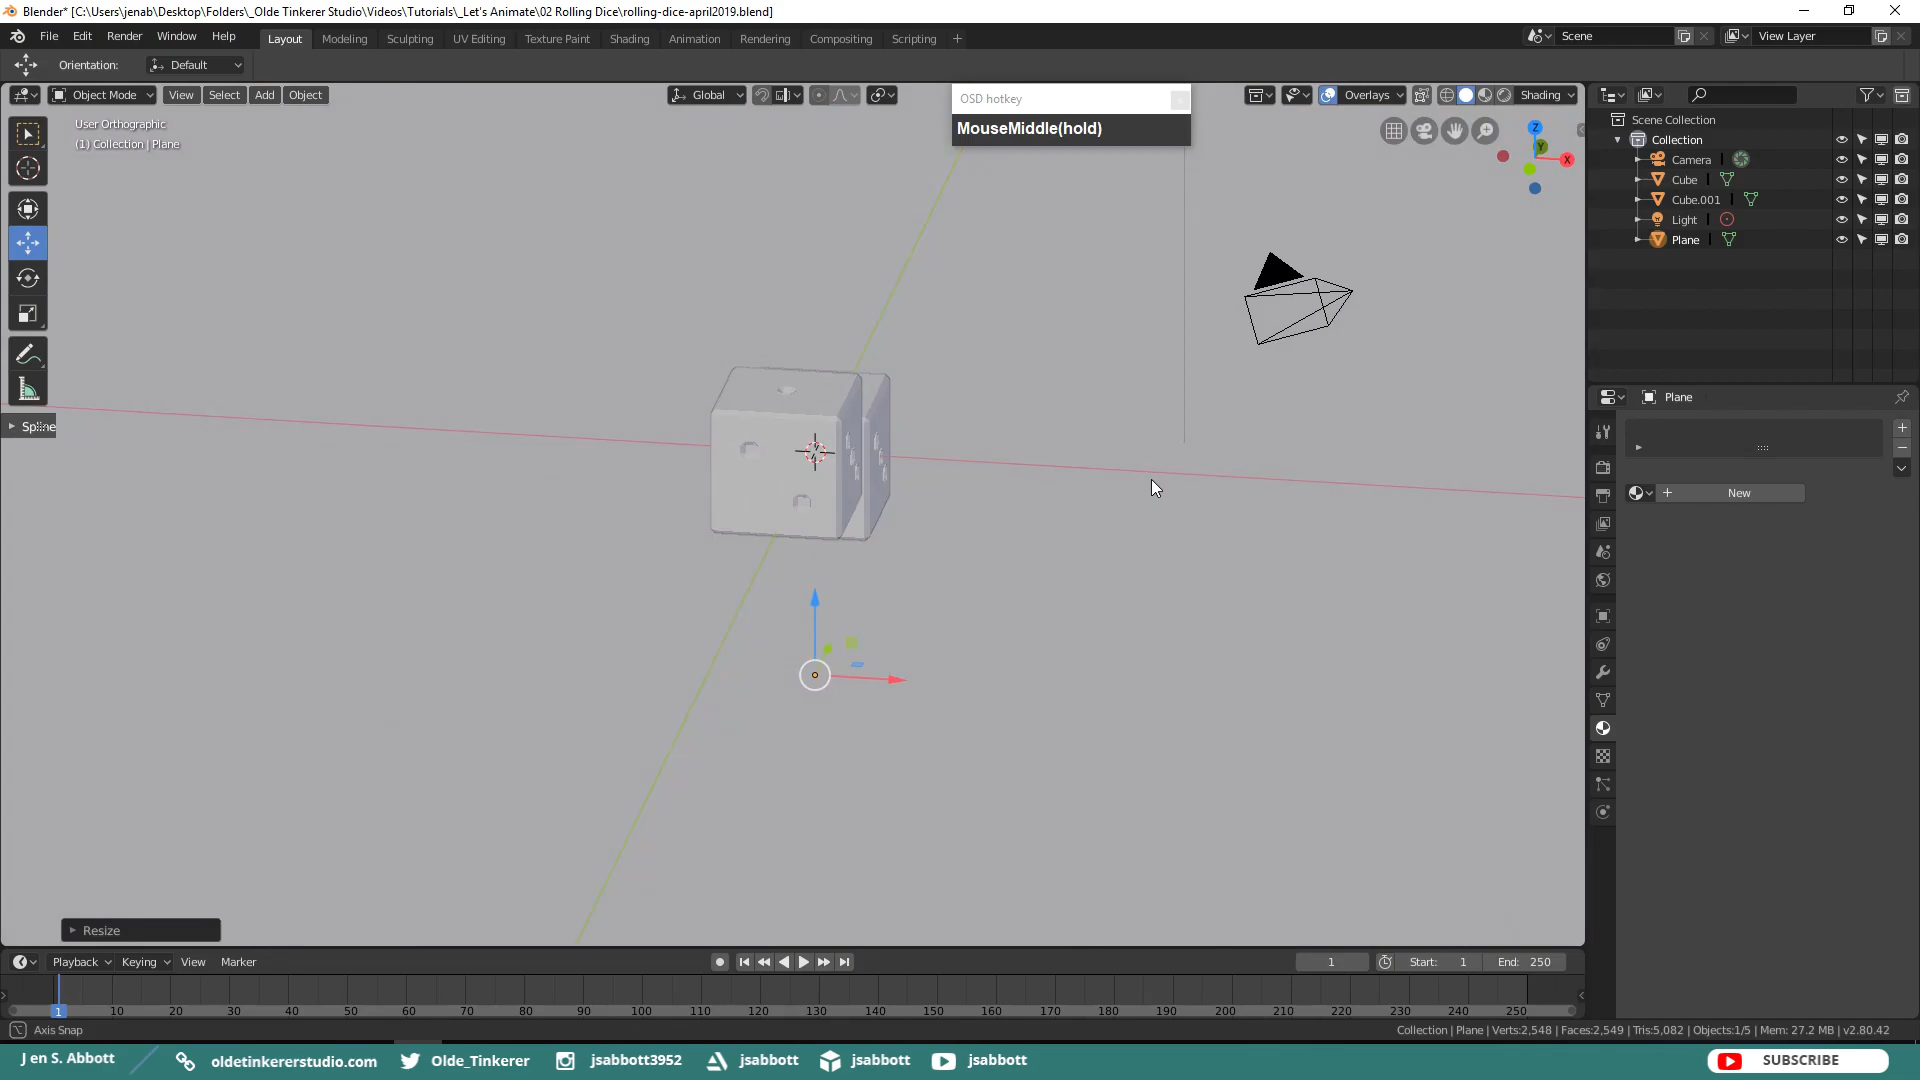 Blender* [C:\Users\jenab\Desktop\Folders\_Olde Tinkerer Studio\Videos\Tutorials\_Let's Animate\02 Rolling Dice\rolling-dice-april2019.blend]
File Edit Render Window Help Layout Modeling Sculpting UV Editing Texture Paint Shading Animation Rendering Compositing Scripting + Scene View Layer
Orientation: Default
Object Mode View Select Add Object Global Overlays Shading
OSD hotkey
MouseMiddle(hold)
User Orthographic
(1) Collection | Plane
Z
Y
X
Scene Collection
Collection
Camera
Cube
Cube.001
Light
Plane
Plane
New
Resize
Playback Keying View Marker 1 Start: 1 End: 250
1 10 20 30 40 50 60 70 80 90 100 110 120 130 140 150 160 170 180 190 200 210 220 230 240 250
Axis Snap
Collection | Plane | Verts:2,548 | Faces:2,549 | Tris:5,082 | Objects:1/5 | Mem: 27.2 MB | v2.80.42
J en S. Abbott oldetinkererstudio.com Olde_Tinkerer jsabbott3952 jsabbott jsabbott jsabbott SUBSCRIBE